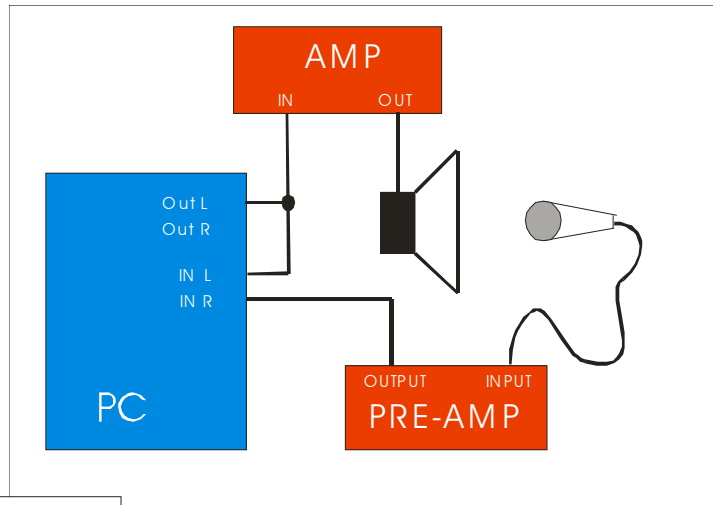 AMP
IN OUT
Out L
Out R
IN L
IN R
OUTPUT INPUT
PRE-AMP
PC